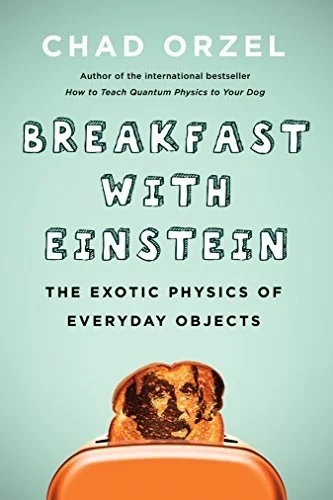 CHAD ORZEL
Author of the international bestseller
How to Teach Quantum Physics to Your Dog
BREAKFAST
WITH
EINSTEIN
THE EXOTIC PHYSICS OF
EVERYDAY OBJECTS